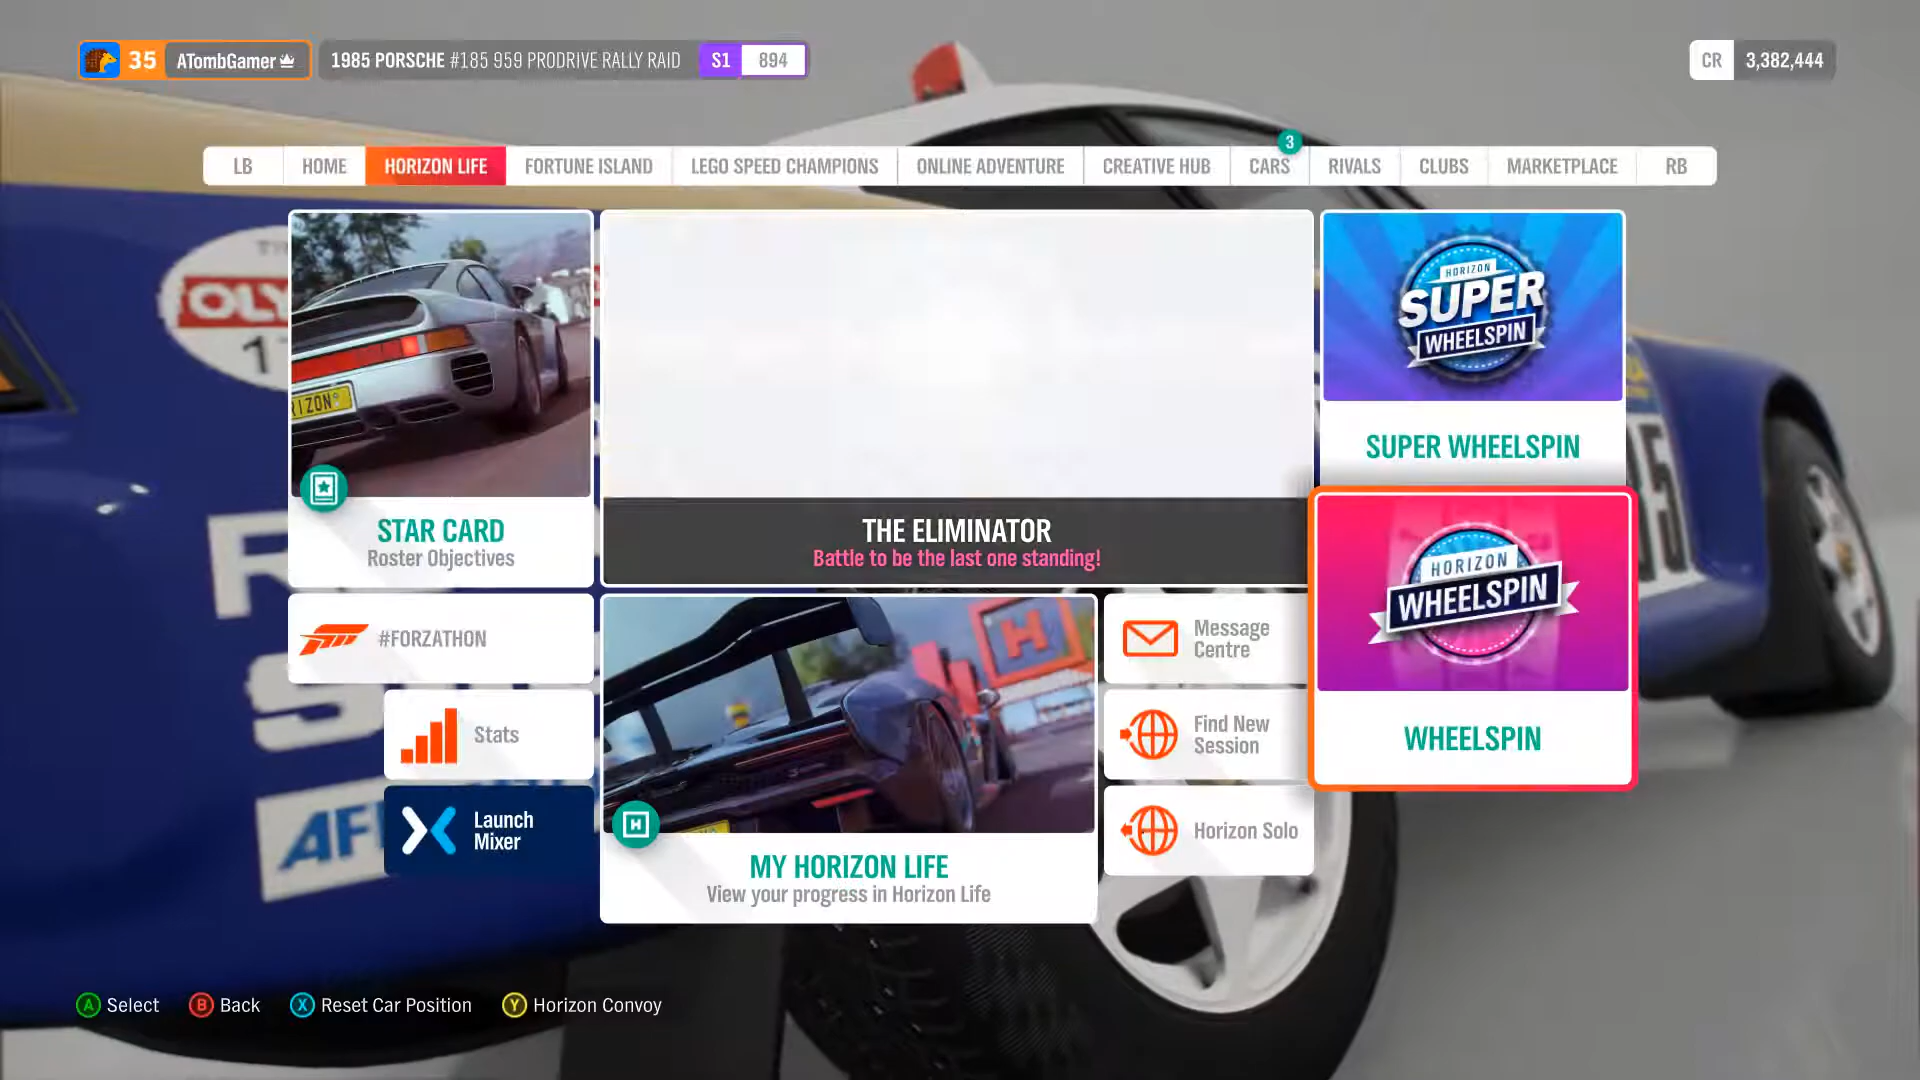 35 ATombGamer 1985 PORSCHE #185 959 PRODRIVE RALLY RAID S1 894
CR 3,382,444
3
LB HOME HORIZON LIFE FORTUNE ISLAND LEGO SPEED CHAMPIONS ONLINE ADVENTURE CREATIVE HUB CARS RIVALS CLUBS MARKETPLACE RB
HORIZON
SUPER
WHEELSPIN
SUPER WHEELSPIN
STAR CARD
Roster Objectives
THE ELIMINATOR
Battle to be the last one standing!
HORIZON
WHEELSPIN
WHEELSPIN
#FORZATHON
Stats
Launch
Mixer
H
MY HORIZON LIFE
View your progress in Horizon Life
Message
Centre
Find New
Session
Horizon Solo
A Select B Back X Reset Car Position Y Horizon Convoy